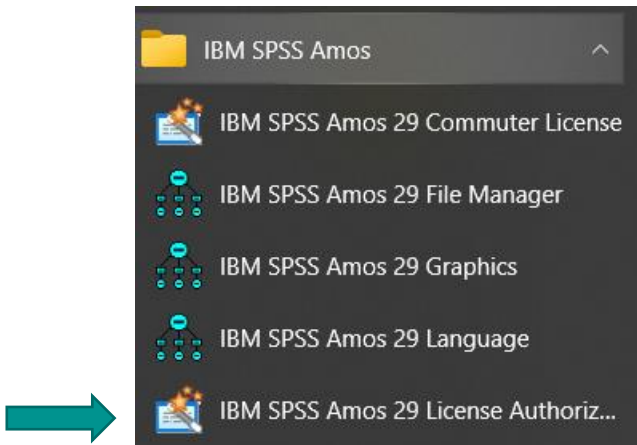 IBM SPSS Amos
IBM SPSS Amos 29 Commuter License
IBM SPSS Amos 29 File Manager
IBM SPSS Amos 29 Graphics
IBM SPSS Amos 29 Language
IBM SPSS Amos 29 License Authoriz...